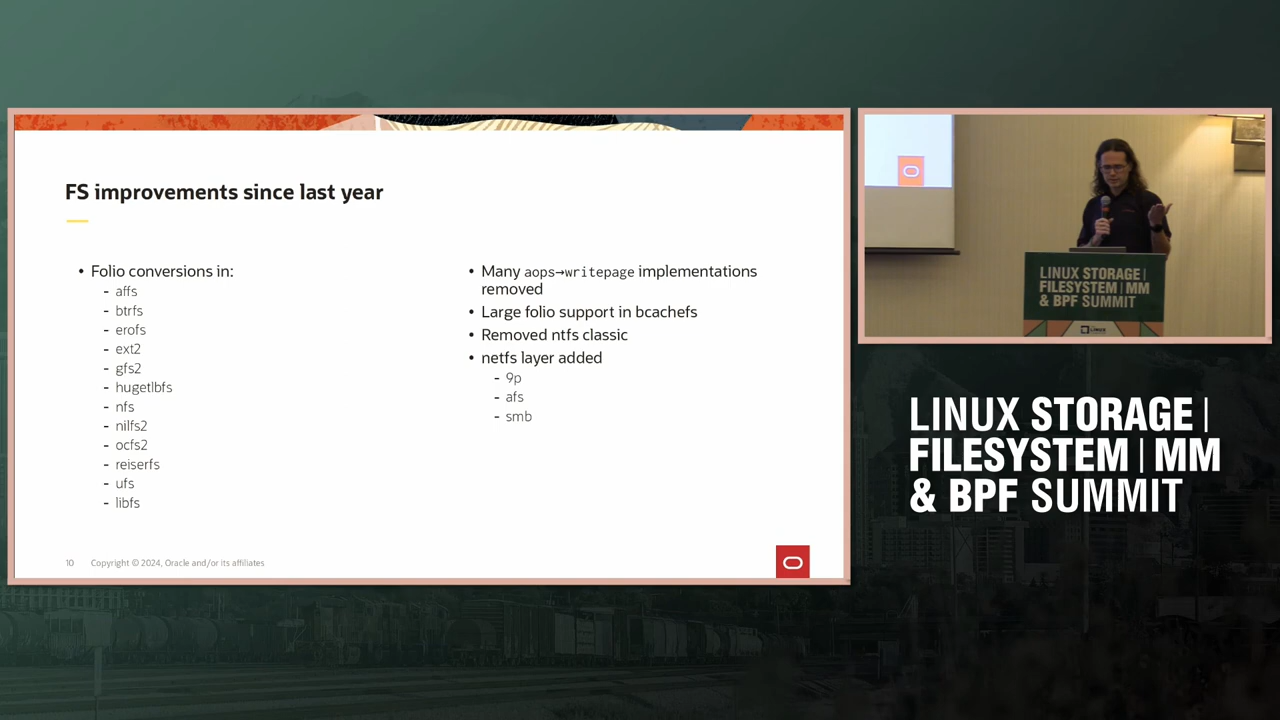 FS improvements since last year
• Folio conversions in:
- affs
- btrfs
- erofs
- ext2
- gfs2
- hugetlbfs
- nfs
- nilfs2
- ocfs2
- reiserfs
- ufs
- libfs
• Many aops→writepage implementations
removed
• Large folio support in bcachefs
• Removed ntfs classic
• netfs layer added
- 9p
- afs
- smb
10 Copyright © 2024, Oracle and/or its affiliates
LINUX STORAGE |
FILESYSTEM | MM
& BPF SUMMIT
LINUX STORAGE |
FILESYSTEM | MM
& BPF SUMMIT